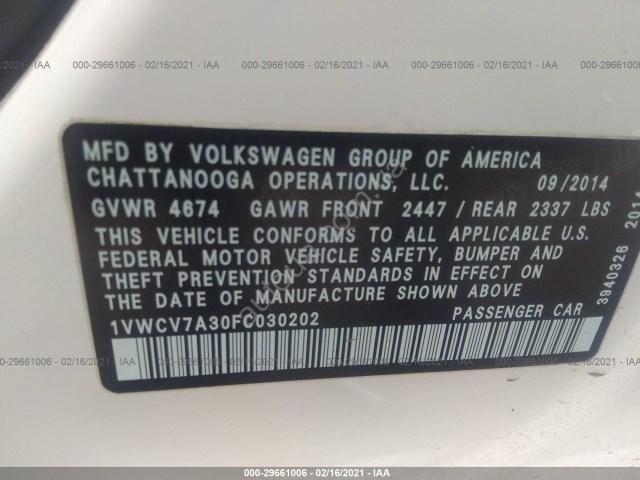 000-29661006 - 02/16/2021 - IAA
MFD BY VOLKSWAGEN GROUP OF AMERICA
CHATTANOOGA OPERATIONS, LLC. 09/2014
GVWR 4674 GAWR FRONT 2447 / REAR 2337 LBS
THIS VEHICLE CONFORMS TO ALL APPLICABLE U.S.
FEDERAL MOTOR VEHICLE SAFETY, BUMPER AND
THEFT PREVENTION STANDARDS IN EFFECT ON
THE DATE OF MANUFACTURE SHOWN ABOVE
1VWCV7A30FC030202 PASSENGER CAR
3940326 2014
000-29661006 - 02/16/2021 - IAA